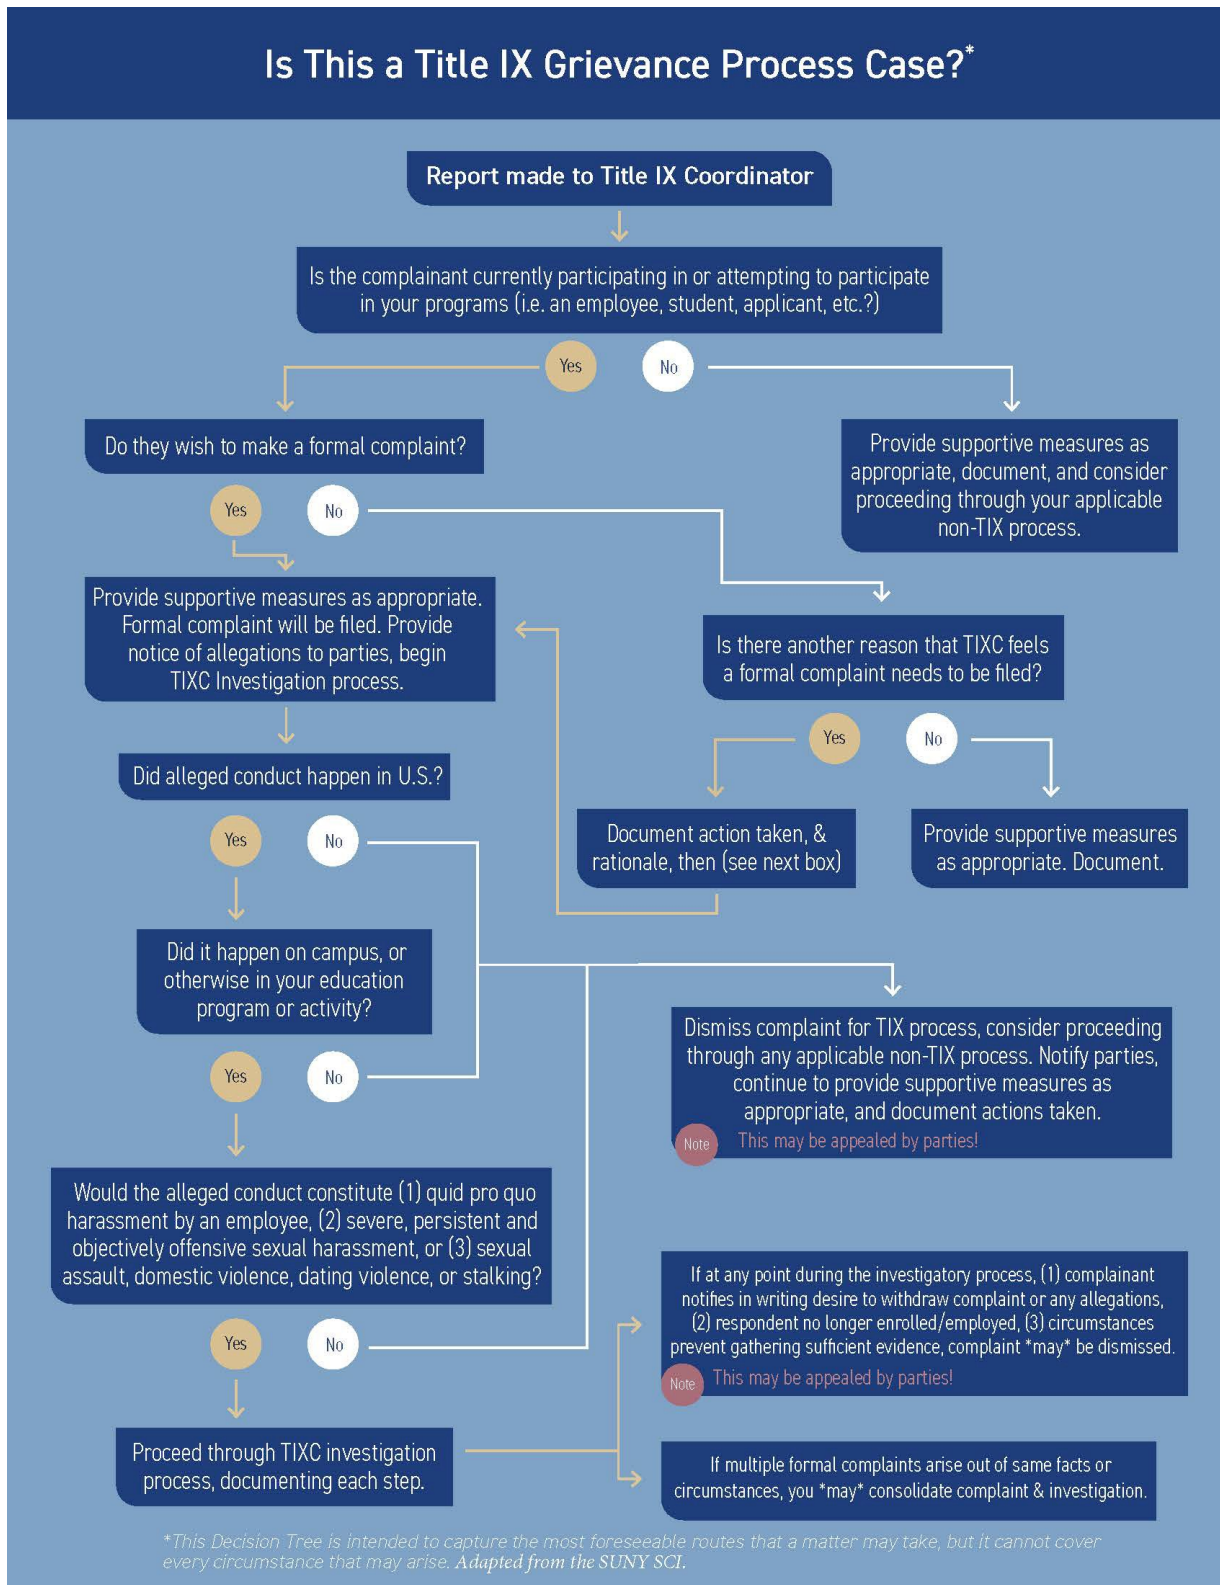 Is This a Title IX Grievance Process Case?*
Report made to Title IX Coordinator
Is the complainant currently participating in or attempting to participate
in your programs (i.e. an employee, student, applicant, etc.?)
Yes
No
Do they wish to make a formal complaint?
Provide supportive measures as
appropriate, document, and consider
proceeding through your applicable
non-TIX process.
Yes
No
Provide supportive measures as appropriate.
Formal complaint will be filed. Provide
notice of allegations to parties, begin
TIXC Investigation process.
Is there another reason that TIXC feels
a formal complaint needs to be filed?
Yes
No
Did alleged conduct happen in U.S.?
Yes
No
Document action taken, &
rationale, then (see next box)
Provide supportive measures
as appropriate. Document.
Did it happen on campus, or
otherwise in your education
program or activity?
Yes
No
Dismiss complaint for TIX process, consider proceeding
through any applicable non-TIX process. Notify parties,
continue to provide supportive measures as
appropriate, and document actions taken.
Note
This may be appealed by parties!
Would the alleged conduct constitute (1) quid pro quo
harassment by an employee, (2) severe, persistent and
objectively offensive sexual harassment, or (3) sexual
assault, domestic violence, dating violence, or stalking?
Yes
No
If at any point during the investigatory process, (1) complainant
notifies in writing desire to withdraw complaint or any allegations,
(2) respondent no longer enrolled/employed, (3) circumstances
prevent gathering sufficient evidence, complaint *may* be dismissed.
Note
This may be appealed by parties!
Proceed through TIXC investigation
process, documenting each step.
If multiple formal complaints arise out of same facts or
circumstances, you *may* consolidate complaint & investigation.
*This Decision Tree is intended to capture the most foreseeable routes that a matter may take, but it cannot cover
every circumstance that may arise. Adapted from the SUNY SCI.